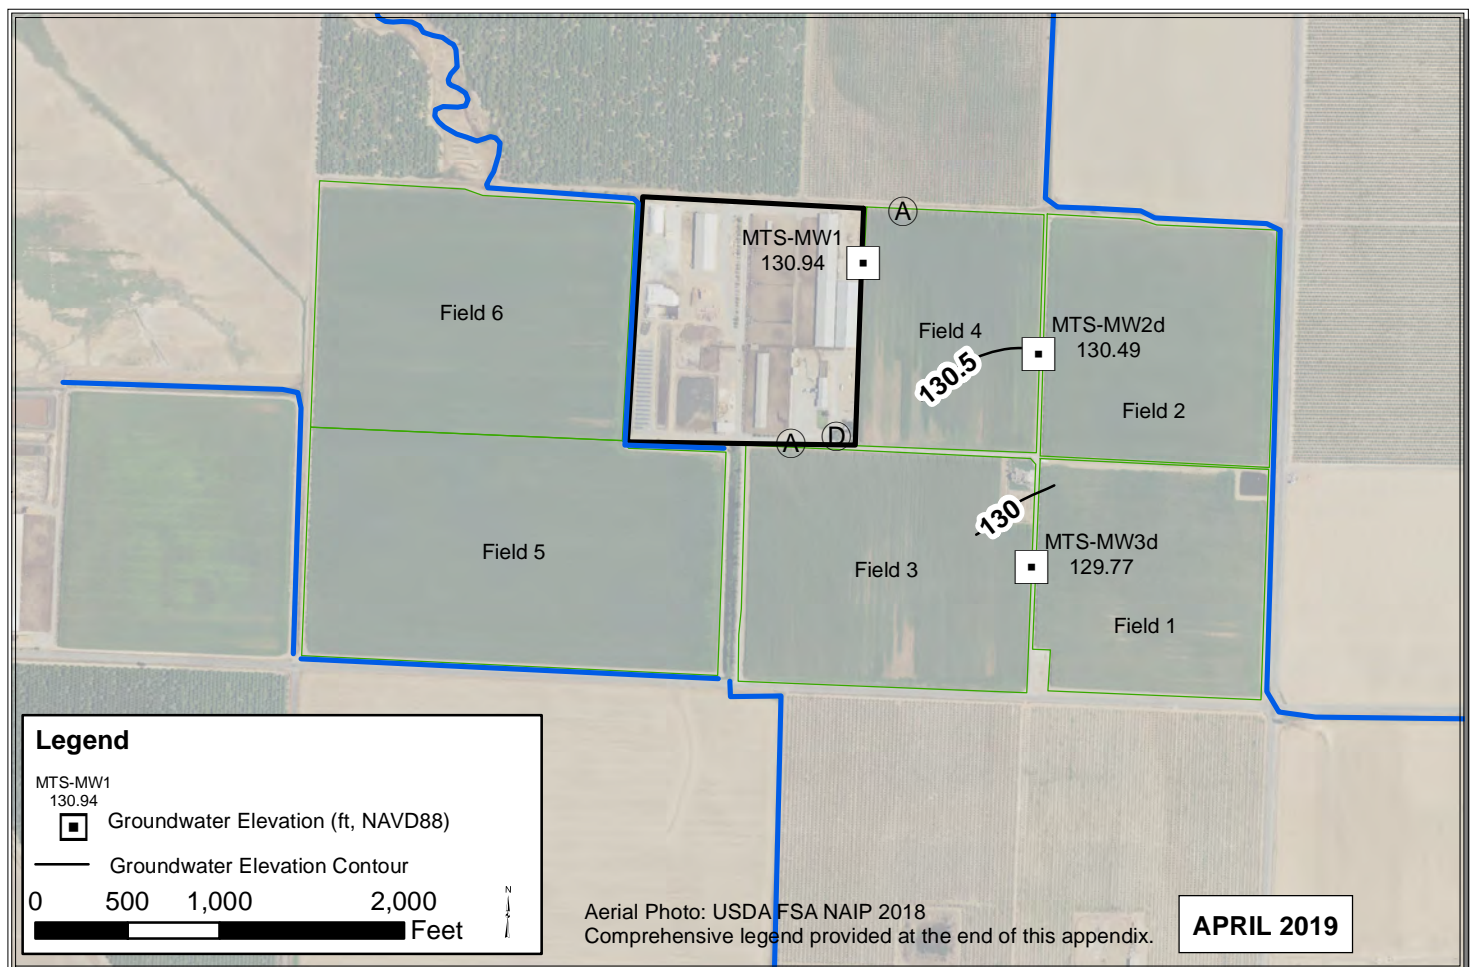 A
MTS-MW1
130.94
Field 6
Field 4
MTS-MW2d
130.49
130.5
Field 2
A
D
130
MTS-MW3d
129.77
Field 5
Field 3
Field 1
Legend
MTS-MW1
130.94
Groundwater Elevation (ft, NAVD88)
Groundwater Elevation Contour
0 500 1,000 2,000
Feet
N
Aerial Photo: USDA FSA NAIP 2018
Comprehensive legend provided at the end of this appendix.
APRIL 2019